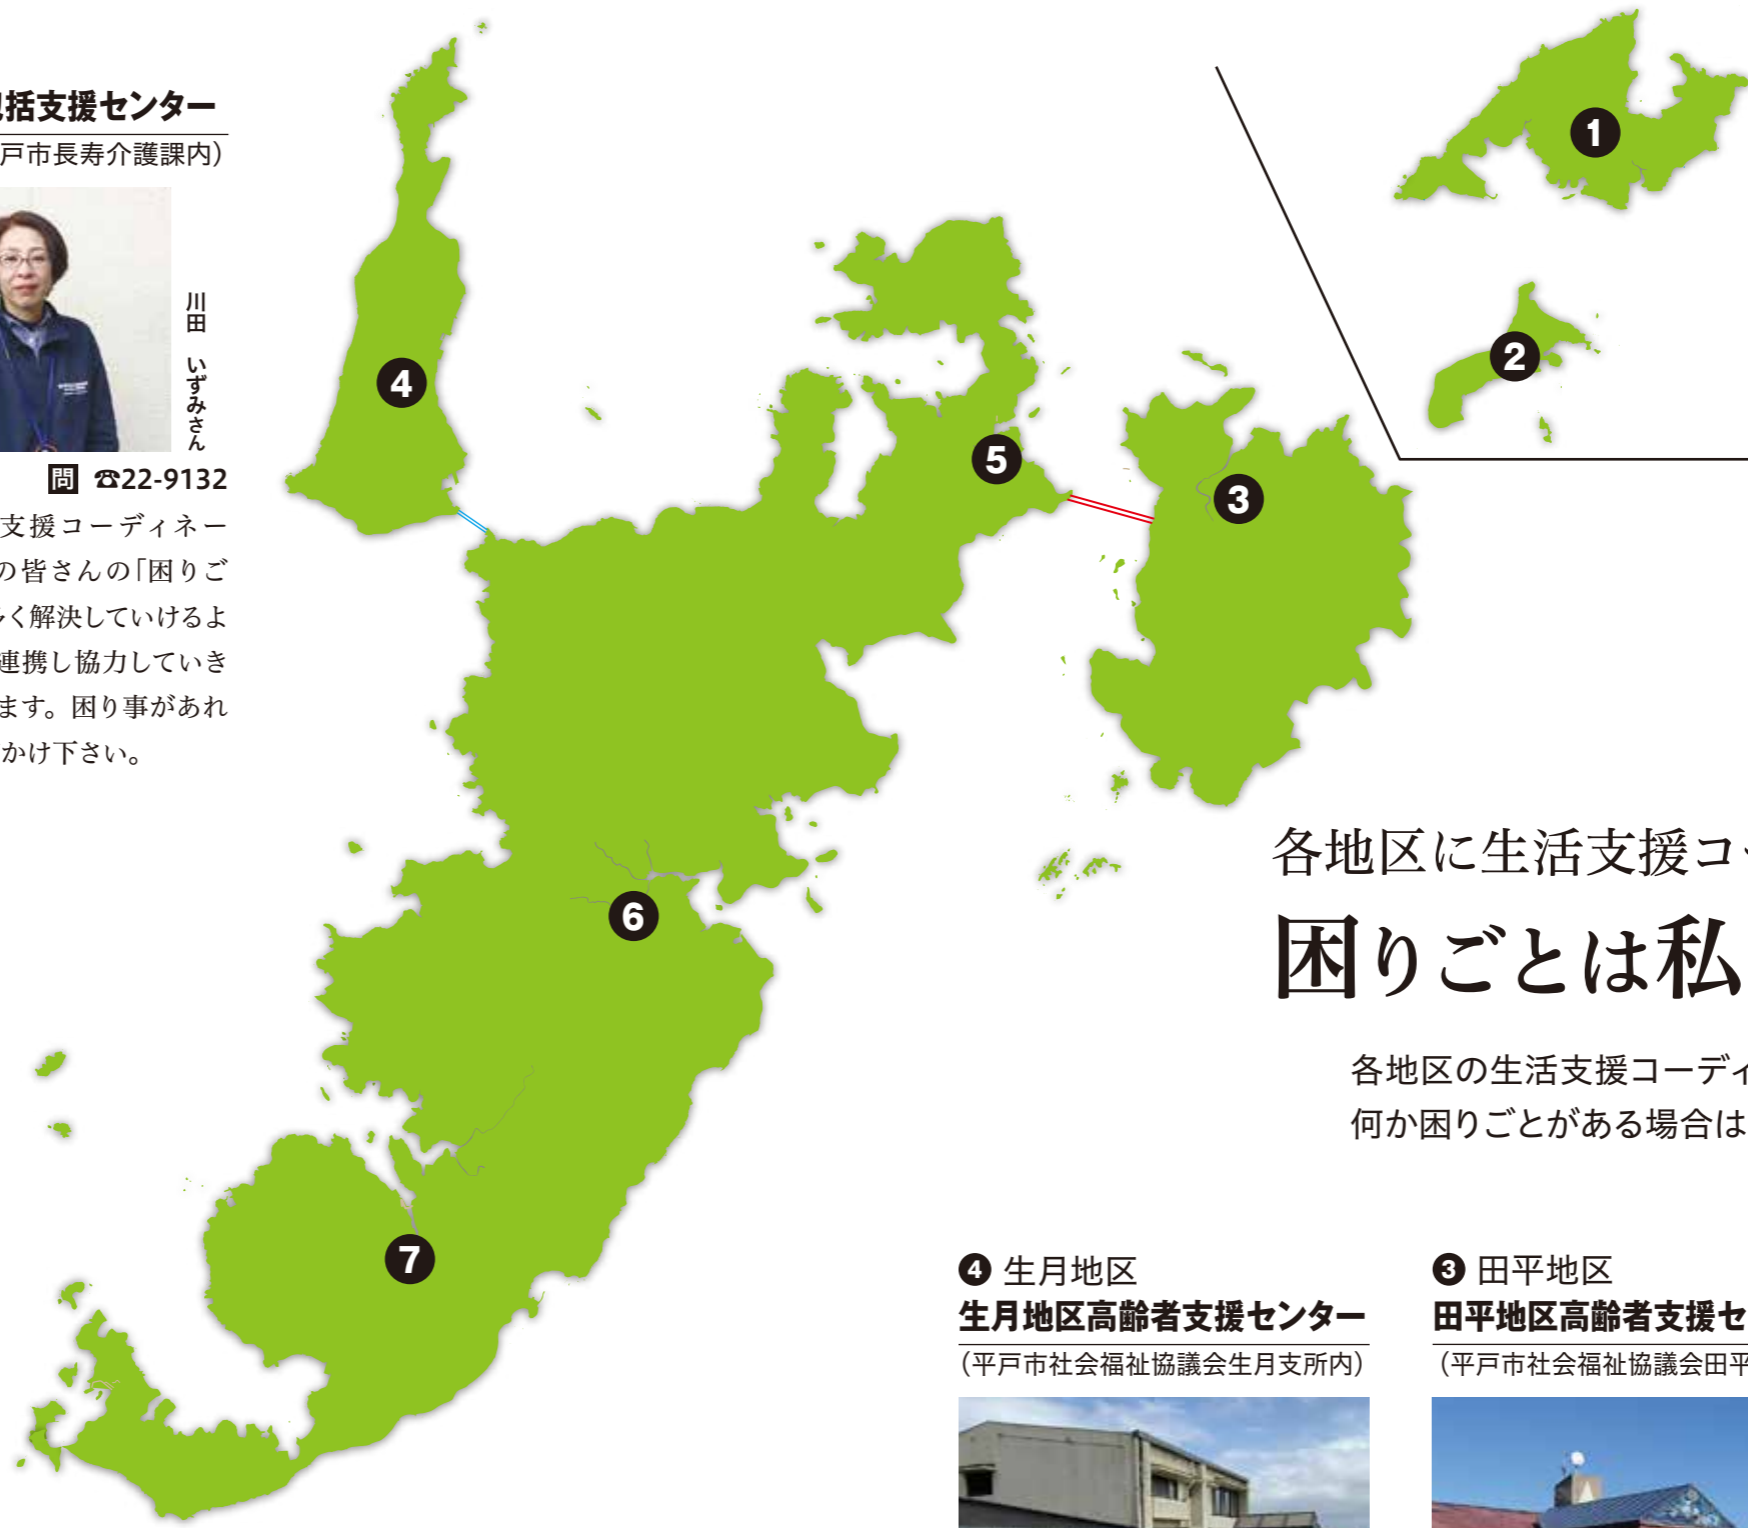 括支援センター
戸市長寿介護課内）
川田 いずみさん
問 ☎22-9132
支援コーディネー
の皆さんの「困りご
く解決していけるよ
連携し協力していき
ます。困り事があれ
かけ下さい。
1
2
3
4
5
6
7
各地区に生活支援コー
困りごとは私
各地区の生活支援コーディ
何か困りごとがある場合は
4 生月地区
生月地区高齢者支援センター
（平戸市社会福祉協議会生月支所内）
3 田平地区
田平地区高齢者支援セ
（平戸市社会福祉協議会田平